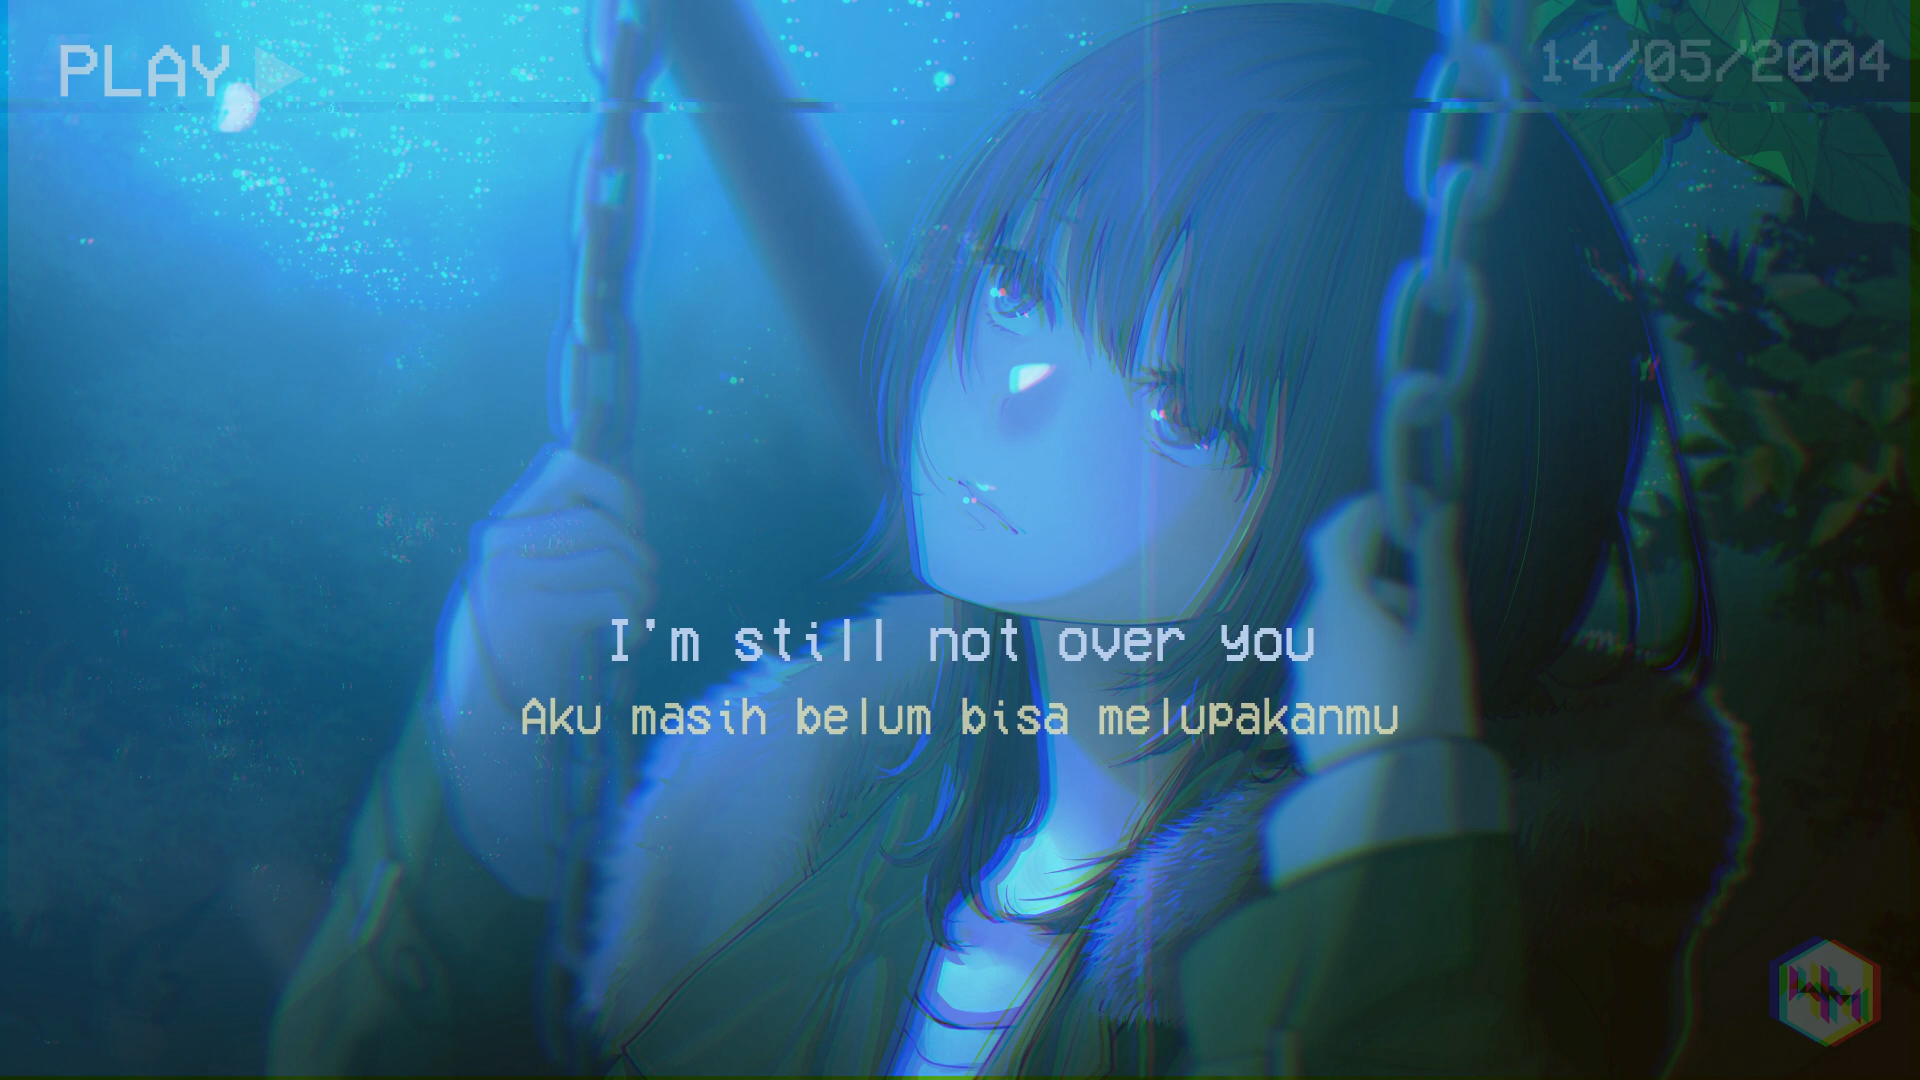 PLAY
14/05/2004
I'm still not over you
Aku masih belum bisa melupakanmu